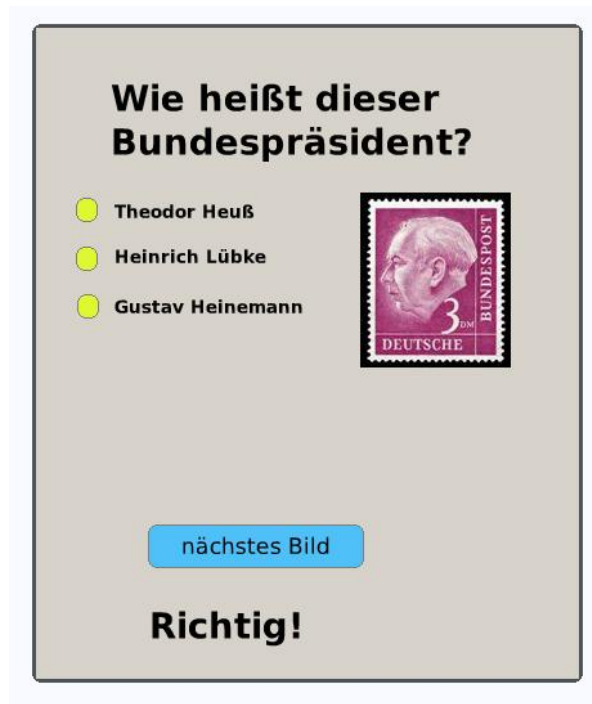 Wie heißt dieser
Bundespräsident?
Theodor Heuß
Heinrich Lübke
Gustav Heinemann
3 DM
BUNDESPOST
DEUTSCHE
nächstes Bild
Richtig!